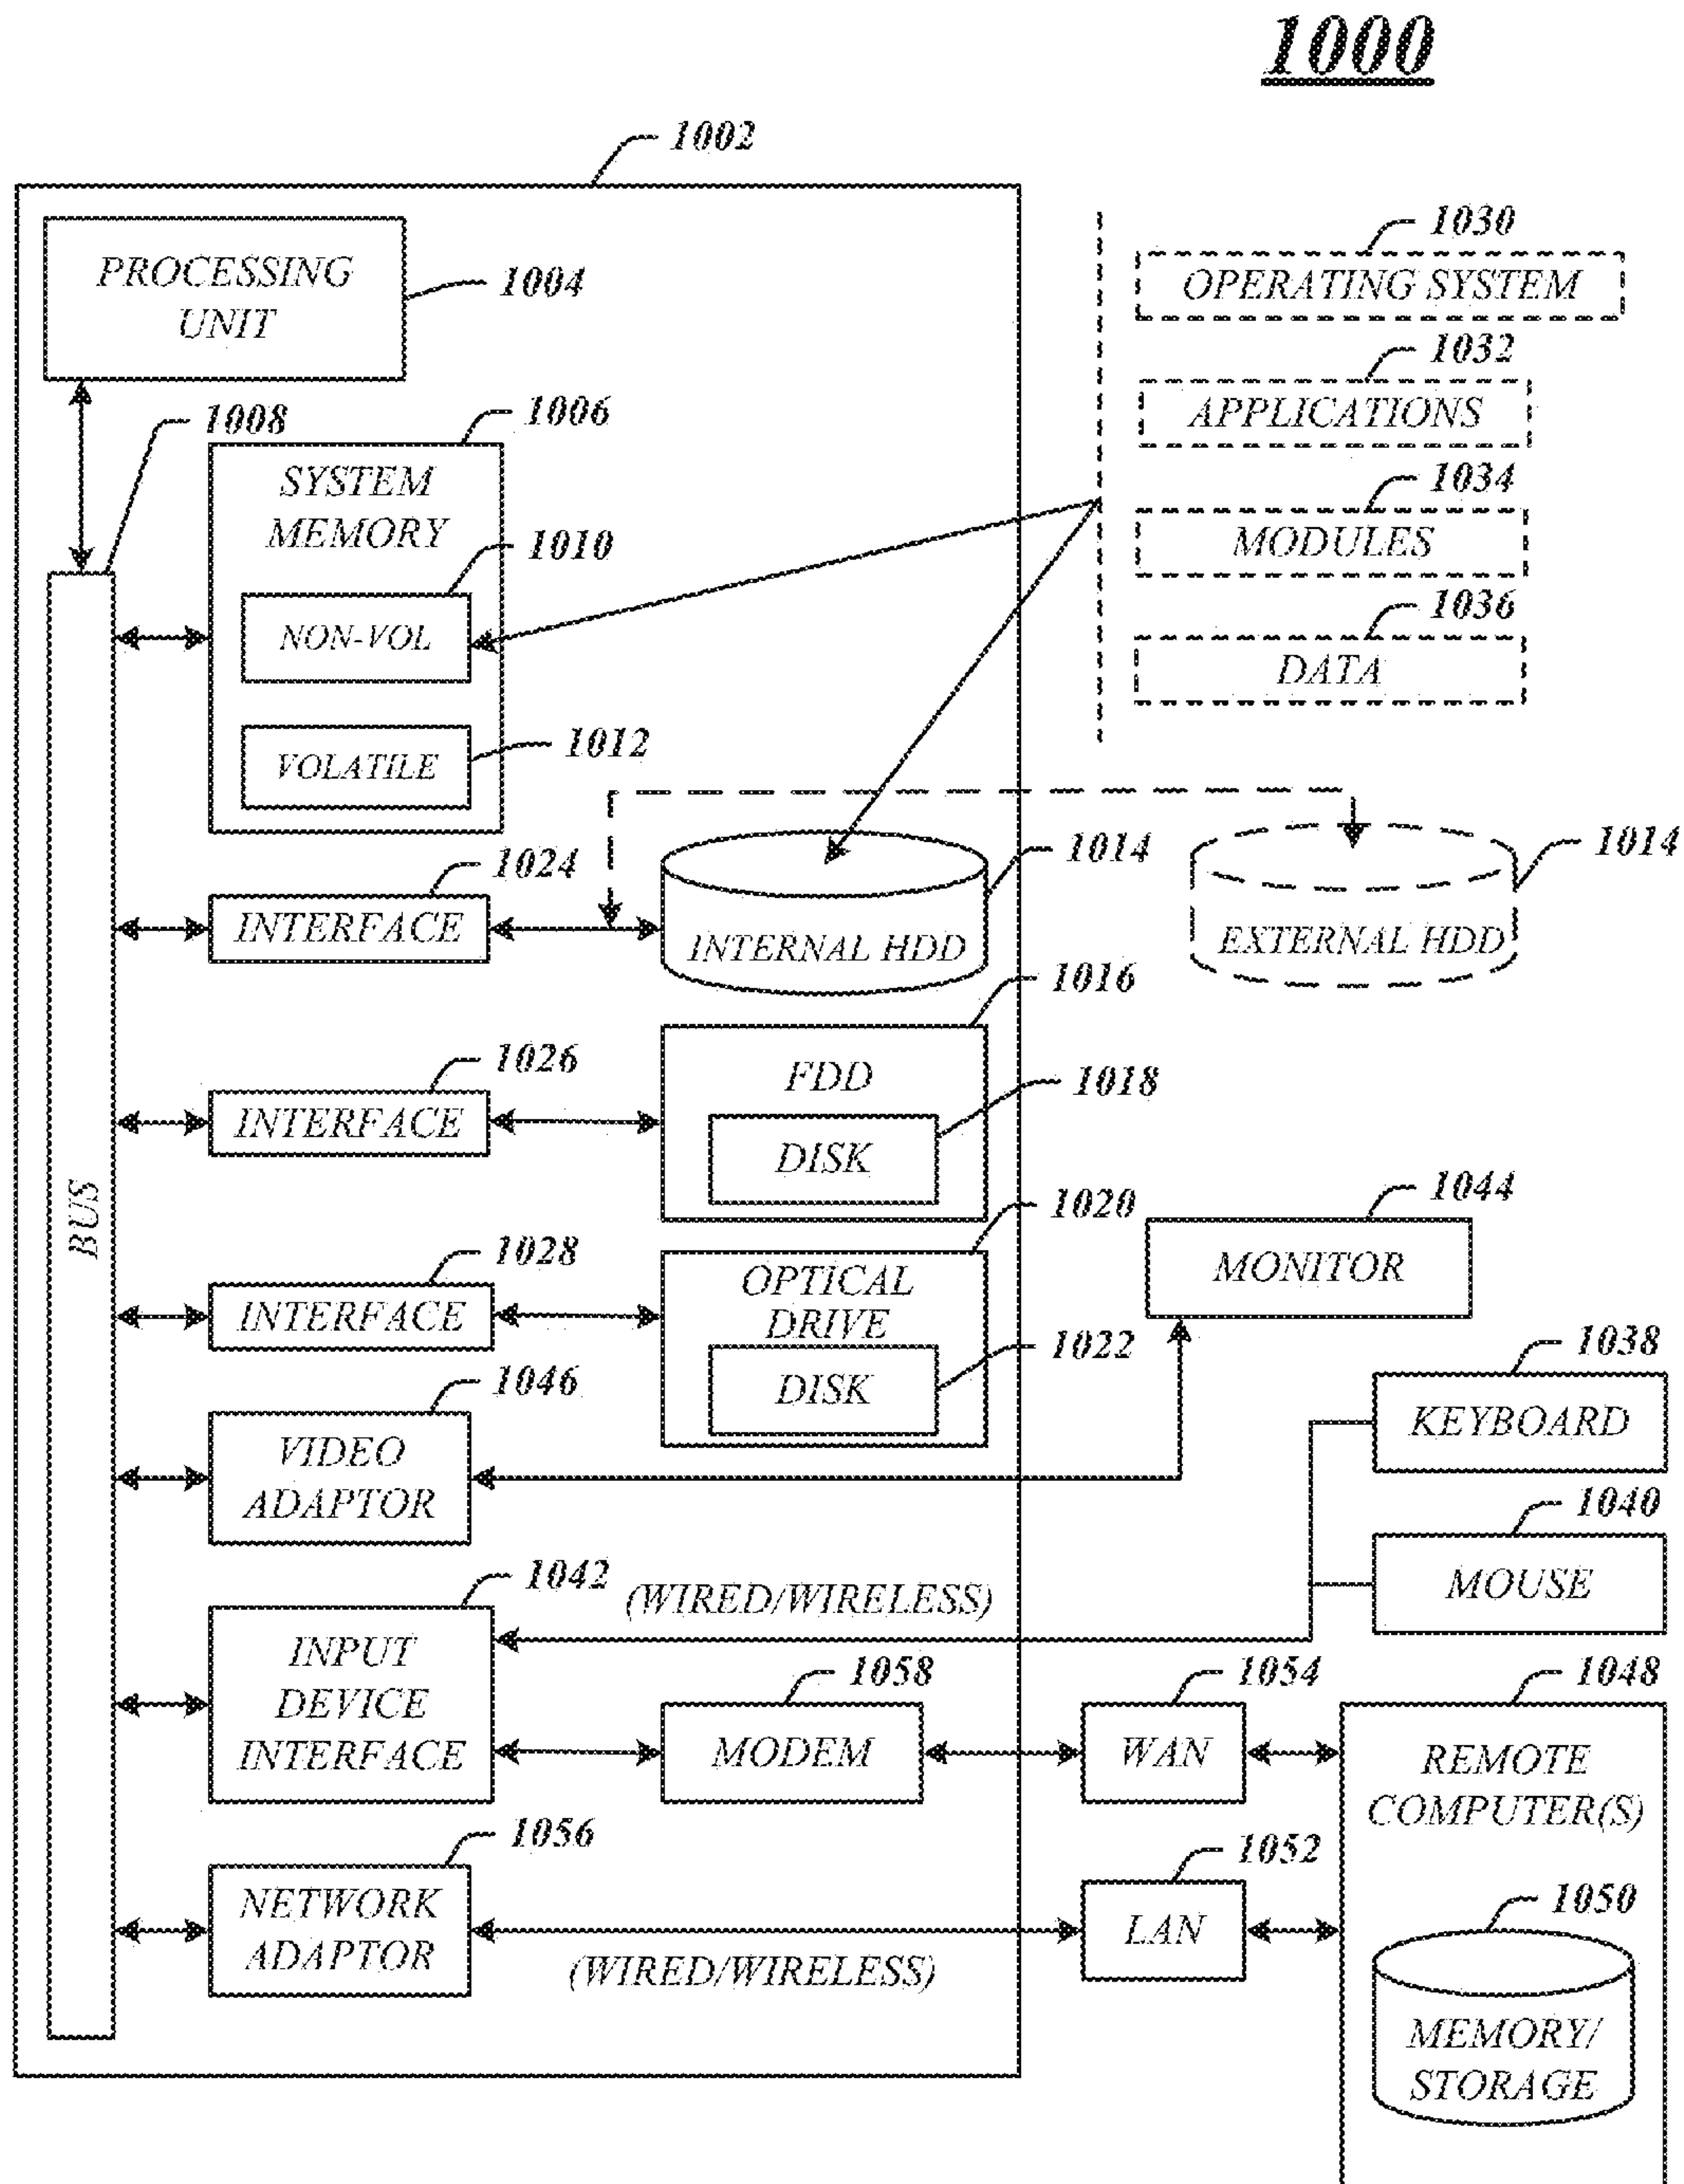 1000
1002
PROCESSING
UNIT
1004
1008
1006
SYSTEM
MEMORY
1010
NON-VOL
1012
VOLATILE
1030
OPERATING SYSTEM
1032
APPLICATIONS
1034
MODULES
1036
DATA
1024
INTERFACE
1014
INTERNAL HDD
1014
EXTERNAL HDD
1016
1026
INTERFACE
FDD
1018
DISK
BUS
1020
1028
INTERFACE
OPTICAL
DRIVE
1022
DISK
1044
MONITOR
1046
VIDEO
ADAPTOR
1038
KEYBOARD
1040
MOUSE
1042
(WIRED/WIRELESS)
INPUT
DEVICE
INTERFACE
1058
MODEM
1054
WAN
1048
REMOTE
COMPUTER(S)
1056
NETWORK
ADAPTOR
(WIRED/WIRELESS)
1052
LAN
1050
MEMORY/
STORAGE